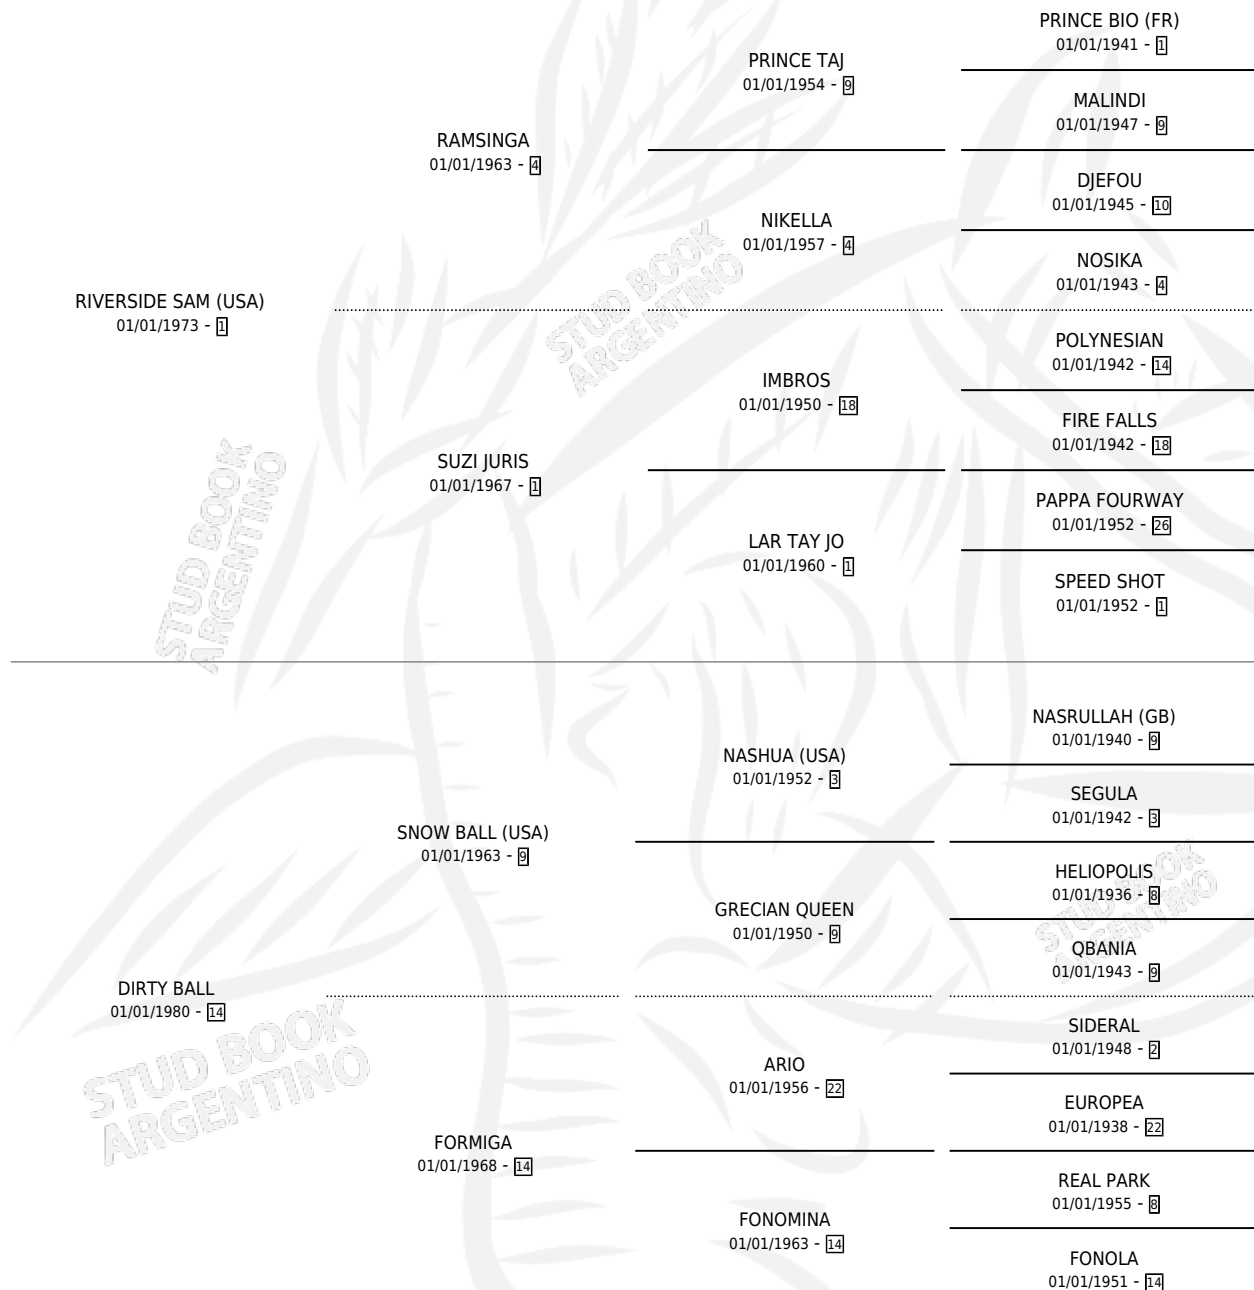 PRINCE BIO (FR)
01/01/1941 - 1
PRINCE TAJ
01/01/1954 - 9
MALINDI
01/01/1947 - 9
RAMSINGA
01/01/1963 - 4
DJEFOU
01/01/1945 - 10
NIKELLA
01/01/1957 - 4
NOSIKA
01/01/1943 - 4
RIVERSIDE SAM (USA)
01/01/1973 - 1
POLYNESIAN
01/01/1942 - 14
IMBROS
01/01/1950 - 18
FIRE FALLS
01/01/1942 - 18
SUZI JURIS
01/01/1967 - 1
PAPPA FOURWAY
01/01/1952 - 26
LAR TAY JO
01/01/1960 - 1
SPEED SHOT
01/01/1952 - 1
NASRULLAH (GB)
01/01/1940 - 9
NASHUA (USA)
01/01/1952 - 3
SEGULA
01/01/1942 - 3
SNOW BALL (USA)
01/01/1963 - 9
HELIOPOLIS
01/01/1936 - 8
GRECIAN QUEEN
01/01/1950 - 9
QBANIA
01/01/1943 - 9
DIRTY BALL
01/01/1980 - 14
SIDERAL
01/01/1948 - 2
ARIO
01/01/1956 - 22
EUROPEA
01/01/1938 - 22
FORMIGA
01/01/1968 - 14
REAL PARK
01/01/1955 - 8
FONOMINA
01/01/1963 - 14
FONOLA
01/01/1951 - 14
STUD BOOK
ARGENTINO
STUD BOOK
ARGENTINO
STUD BOOK
ARGENTINO
STUD BOOK
ARGENTINO